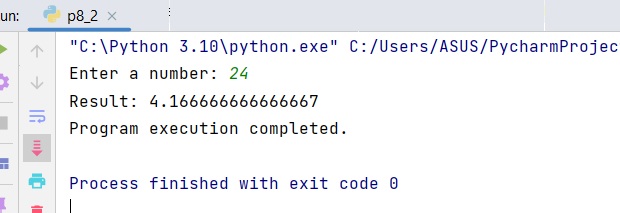 un: p8_2 ×
"C:\Python 3.10\python.exe" C:/Users/ASUS/PycharmProjec
Enter a number: 24
Result: 4.166666666666667
Program execution completed.
Process finished with exit code 0